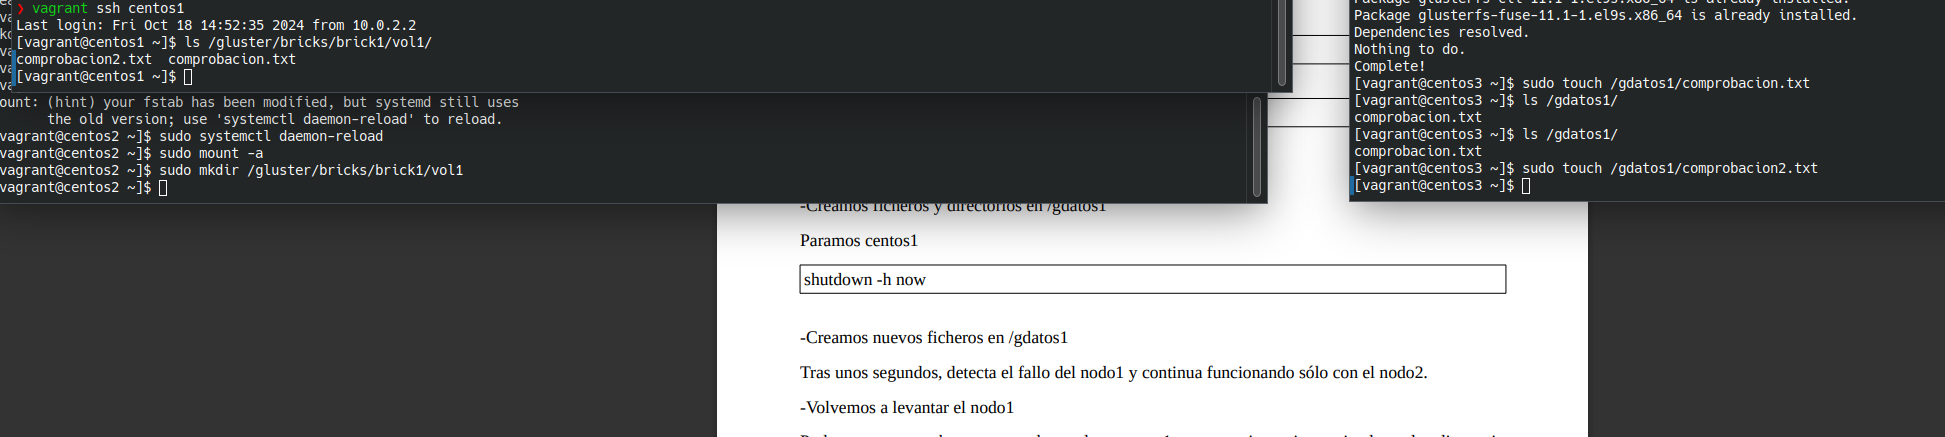 ❯ vagrant ssh centos1
Last login: Fri Oct 18 14:52:35 2024 from 10.0.2.2
[vagrant@centos1 ~]$ ls /gluster/bricks/brick1/vol1/
comprobacion2.txt  comprobacion.txt
[vagrant@centos1 ~]$
ount: (hint) your fstab has been modified, but systemd still uses
the old version; use 'systemctl daemon-reload' to reload.
vagrant@centos2 ~]$ sudo systemctl daemon-reload
vagrant@centos2 ~]$ sudo mount -a
vagrant@centos2 ~]$ sudo mkdir /gluster/bricks/brick1/vol1
vagrant@centos2 ~]$
Package glusterfs-fuse-11.1-1.el9s.x86_64 is already installed.
Dependencies resolved.
Nothing to do.
Complete!
[vagrant@centos3 ~]$ sudo touch /gdatos1/comprobacion.txt
[vagrant@centos3 ~]$ ls /gdatos1/
comprobacion.txt
[vagrant@centos3 ~]$ ls /gdatos1/
comprobacion.txt
[vagrant@centos3 ~]$ sudo touch /gdatos1/comprobacion2.txt
[vagrant@centos3 ~]$
-Creamos ficheros y directorios en /gdatos1
Paramos centos1
shutdown -h now
-Creamos nuevos ficheros en /gdatos1
Tras unos segundos, detecta el fallo del nodo1 y continua funcionando sólo con el nodo2.
-Volvemos a levantar el nodo1